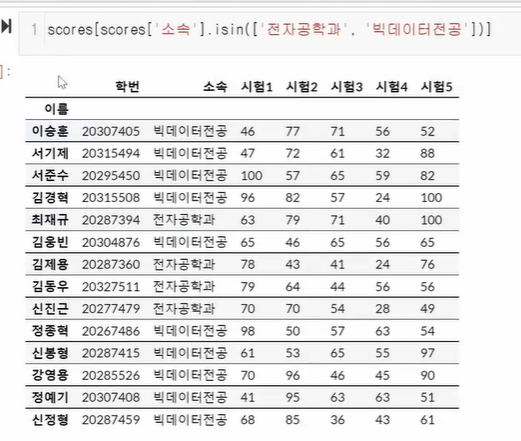 1 scores[scores['소속'].isin(['전자공학과', '빅데이터전공'])]
]:
학번 소속 시험1 시험2 시험3 시험4 시험5
이름
이승훈 20307405 빅데이터전공 46 77 71 56 52
서기제 20315494 빅데이터전공 47 72 61 32 88
서준수 20295450 빅데이터전공 100 57 65 59 82
김경혁 20315508 빅데이터전공 96 82 57 24 100
최재규 20287394 전자공학과 63 79 71 40 100
김웅빈 20304876 빅데이터전공 65 46 65 56 65
김제용 20287360 전자공학과 78 43 41 24 76
김동우 20327511 전자공학과 79 64 44 56 56
신진근 20277479 전자공학과 70 70 54 28 49
정종혁 20267486 빅데이터전공 98 50 57 63 54
신봉형 20287415 빅데이터전공 61 53 65 55 97
강영용 20285526 빅데이터전공 70 96 46 45 90
정예기 20307408 빅데이터전공 41 95 63 63 51
신정형 20287459 빅데이터전공 68 85 36 43 61